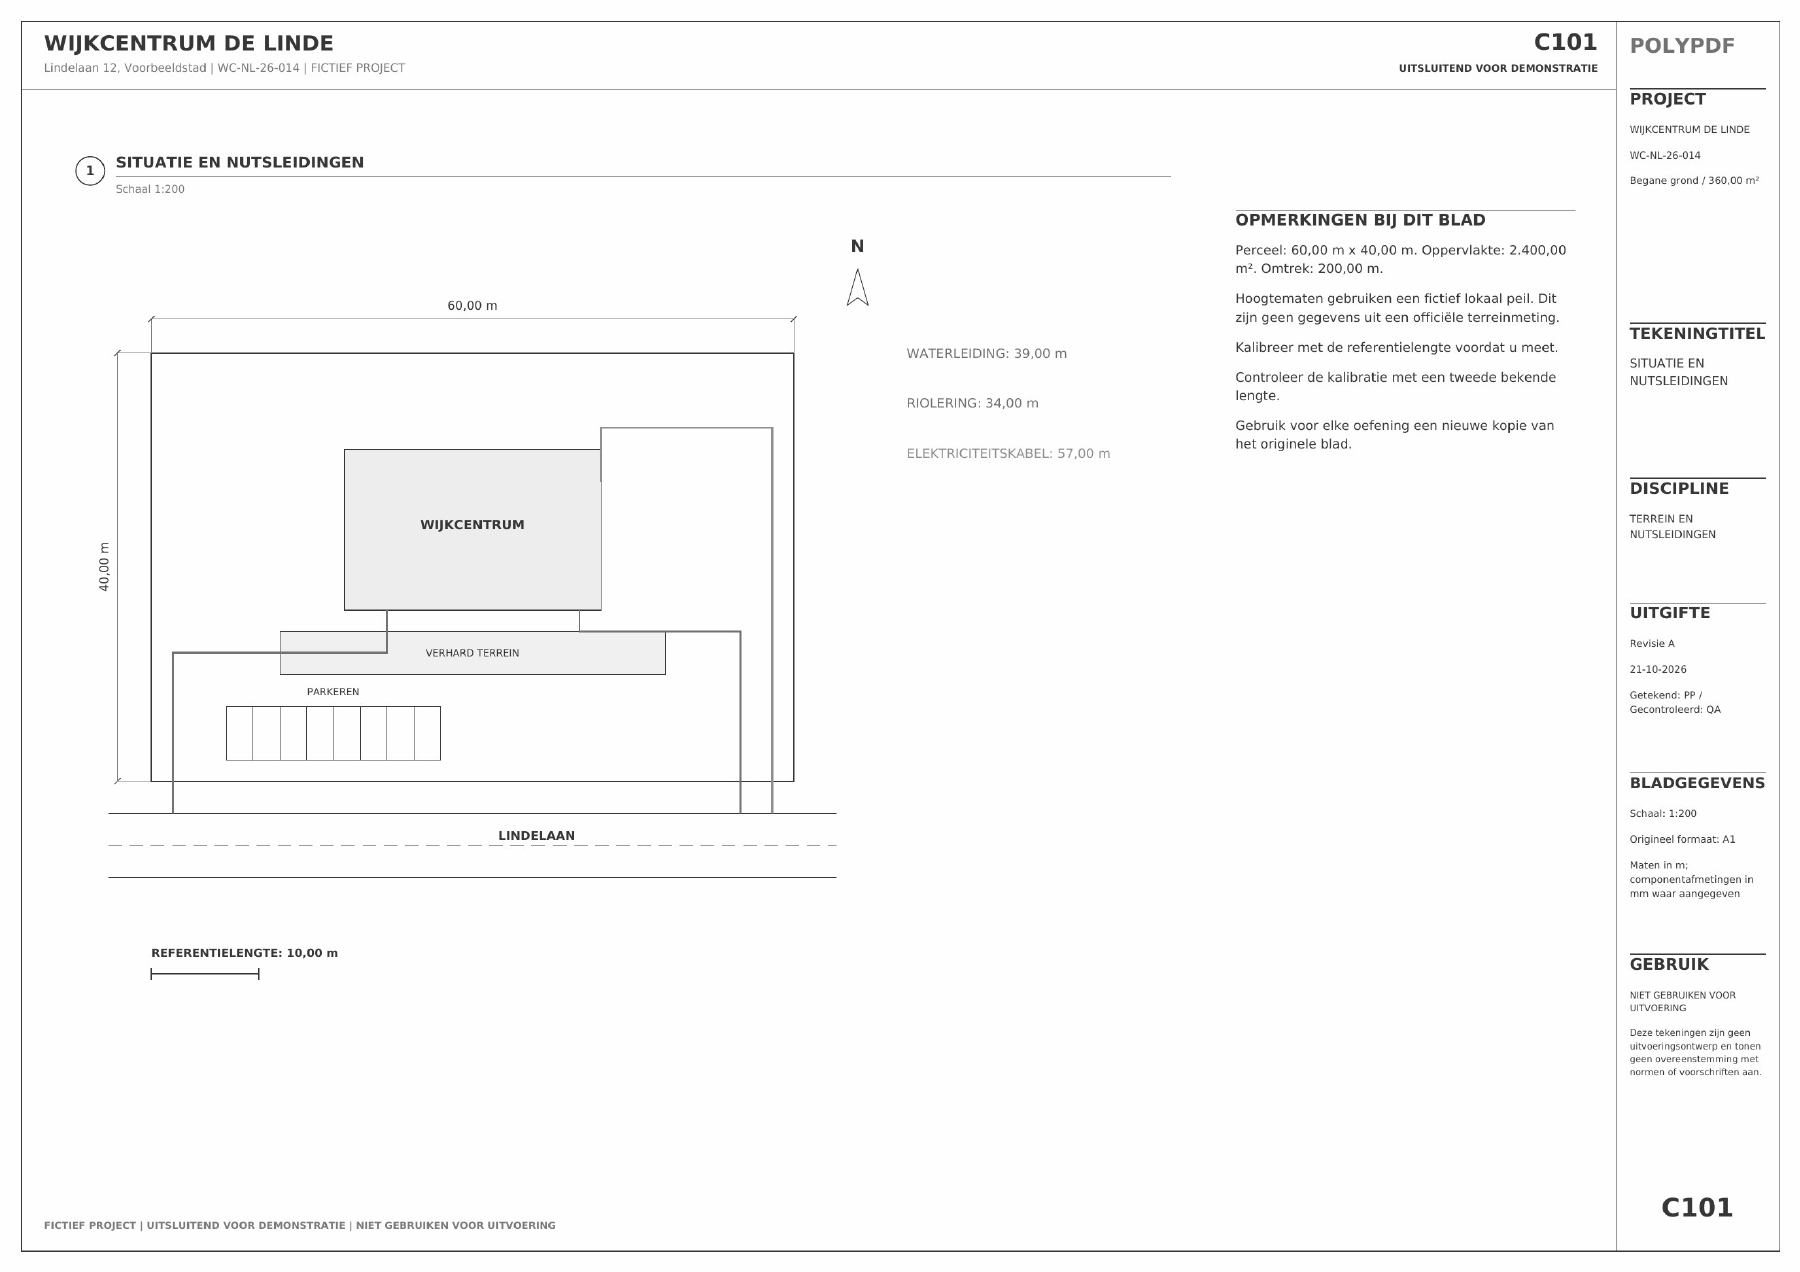 WIJKCENTRUM DE LINDE
Lindelaan 12, Voorbeeldstad | WC-NL-26-014 | FICTIEF PROJECT
C101
UITSLUITEND VOOR DEMONSTRATIE
1
SITUATIE EN NUTSLEIDINGEN
Schaal 1:200
N
60,00 m
40,00 m
WIJKCENTRUM
VERHARD TERREIN
PARKEREN
LINDELAAN
REFERENTIELENGTE: 10,00 m
WATERLEIDING: 39,00 m
RIOLERING: 34,00 m
ELEKTRICITEITSKABEL: 57,00 m
OPMERKINGEN BIJ DIT BLAD
Perceel: 60,00 m x 40,00 m. Oppervlakte: 2.400,00
m². Omtrek: 200,00 m.
Hoogtematen gebruiken een fictief lokaal peil. Dit
zijn geen gegevens uit een officiële terreinmeting.
Kalibreer met de referentielengte voordat u meet.
Controleer de kalibratie met een tweede bekende
lengte.
Gebruik voor elke oefening een nieuwe kopie van
het originele blad.
FICTIEF PROJECT | UITSLUITEND VOOR DEMONSTRATIE | NIET GEBRUIKEN VOOR UITVOERING
POLYPDF
PROJECT
WIJKCENTRUM DE LINDE
WC-NL-26-014
Begane grond / 360,00 m²
TEKENINGTITEL
SITUATIE EN
NUTSLEIDINGEN
DISCIPLINE
TERREIN EN
NUTSLEIDINGEN
UITGIFTE
Revisie A
21-10-2026
Getekend: PP /
Gecontroleerd: QA
BLADGEGEVENS
Schaal: 1:200
Origineel formaat: A1
Maten in m;
componentafmetingen in
mm waar aangegeven
GEBRUIK
NIET GEBRUIKEN VOOR
UITVOERING
Deze tekeningen zijn geen
uitvoeringsontwerp en tonen
geen overeenstemming met
normen of voorschriften aan.
C101